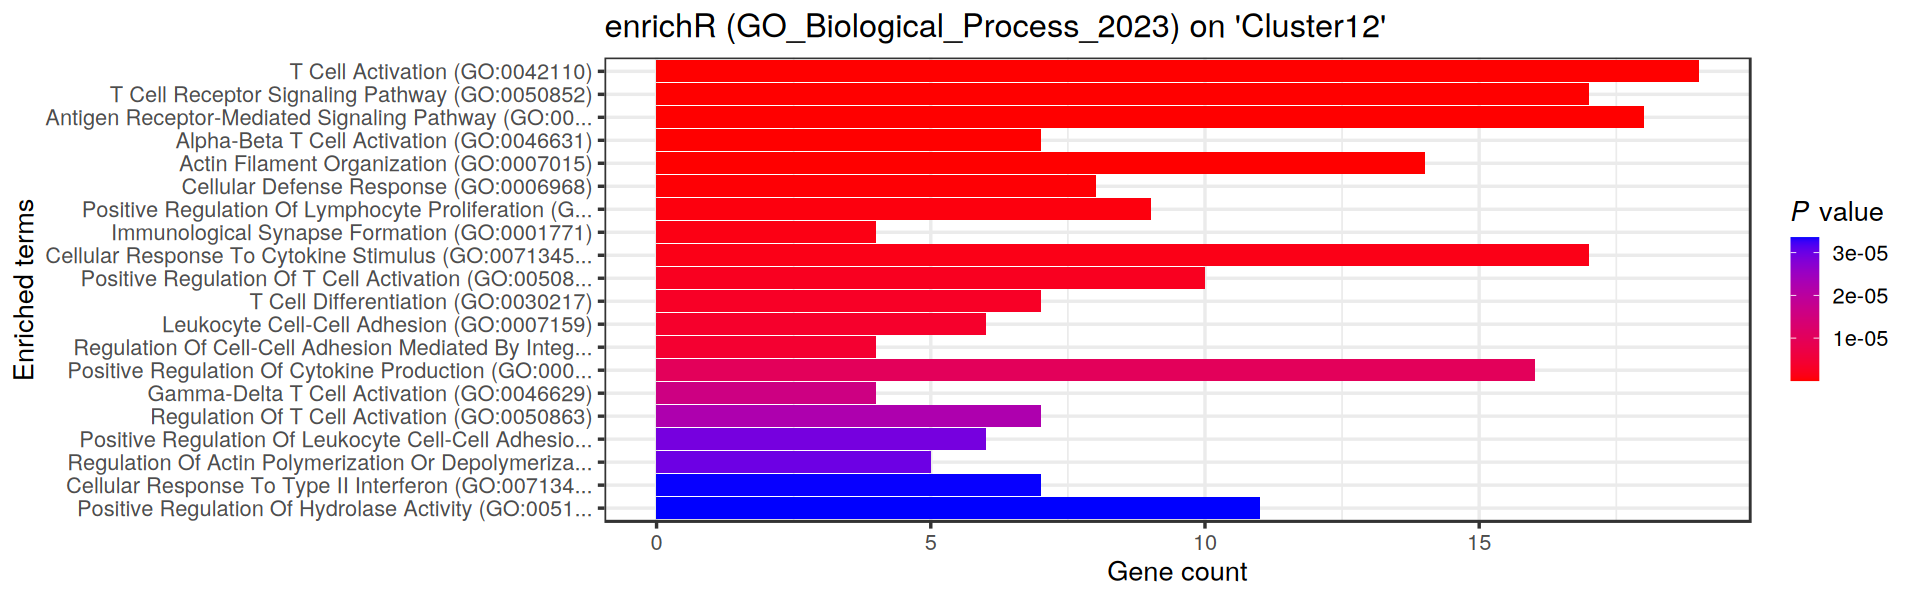 enrichR (GO_Biological_Process_2023) on 'Cluster12'
T Cell Activation (GO:0042110)
T Cell Receptor Signaling Pathway (GO:0050852)
Antigen Receptor-Mediated Signaling Pathway (GO:00...
Alpha-Beta T Cell Activation (GO:0046631)
Actin Filament Organization (GO:0007015)
Cellular Defense Response (GO:0006968)
Positive Regulation Of Lymphocyte Proliferation (G...
Immunological Synapse Formation (GO:0001771)
Cellular Response To Cytokine Stimulus (GO:0071345...
Positive Regulation Of T Cell Activation (GO:00508...
T Cell Differentiation (GO:0030217)
Leukocyte Cell-Cell Adhesion (GO:0007159)
Regulation Of Cell-Cell Adhesion Mediated By Integ...
Positive Regulation Of Cytokine Production (GO:000...
Gamma-Delta T Cell Activation (GO:0046629)
Regulation Of T Cell Activation (GO:0050863)
Positive Regulation Of Leukocyte Cell-Cell Adhesio...
Regulation Of Actin Polymerization Or Depolymeriza...
Cellular Response To Type II Interferon (GO:007134...
Positive Regulation Of Hydrolase Activity (GO:0051...
Enriched terms
0 5 10 15
Gene count
P value
3e-05
2e-05
1e-05